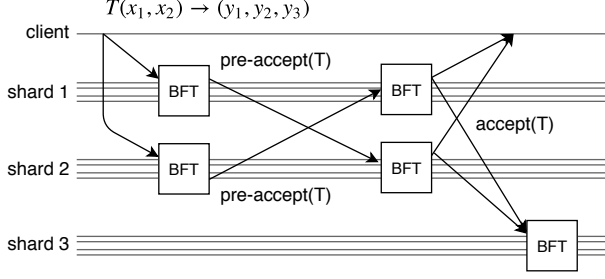 T(x₁, x₂) → (y₁, y₂, y₃)
client
pre-accept(T)
shard 1
BFT
BFT
accept(T)
shard 2
BFT
BFT
pre-accept(T)
shard 3
BFT